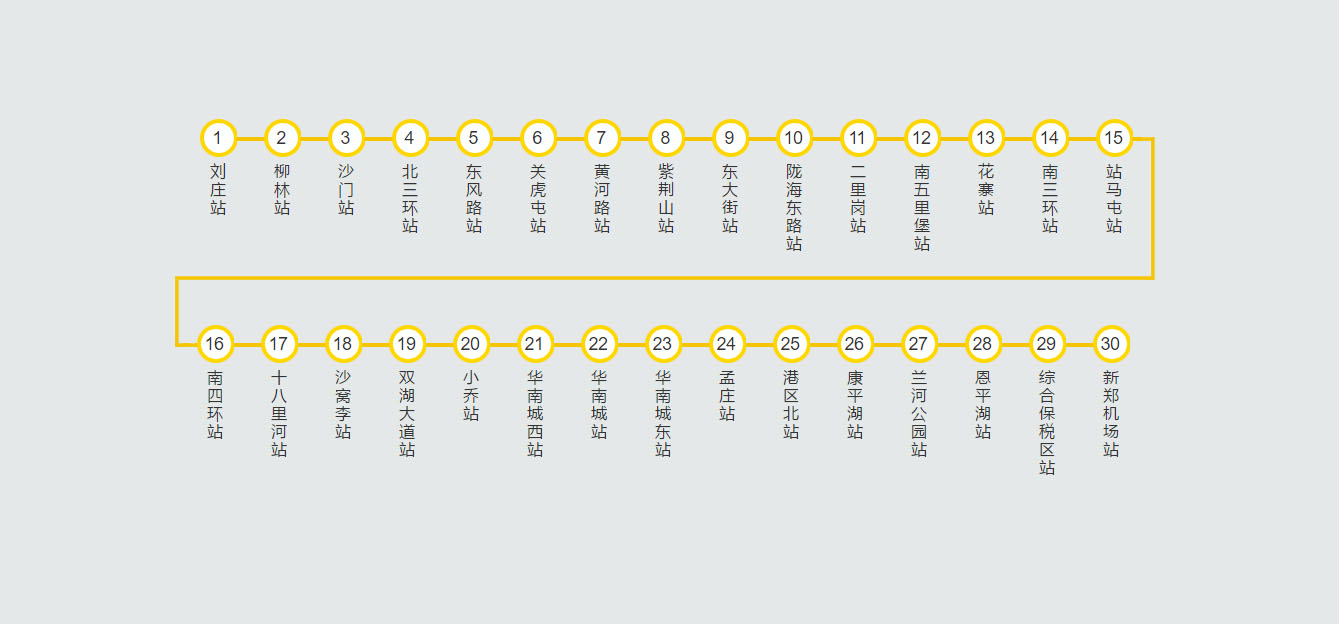 1 2 3 4 5 6 7 8 9 10 11 12 13 14 15
刘庄站
柳林站
沙门站
北三环站
东风路站
关虎屯站
黄河路站
紫荆山站
东大街站
陇海东路站
二里岗站
南五里堡站
花寨站
南三环站
站马屯站
16 17 18 19 20 21 22 23 24 25 26 27 28 29 30
南四环站
十八里河站
沙窝李站
双湖大道站
小乔站
华南城西站
华南城站
华南城东站
孟庄站
港区北站
康平湖站
兰河公园站
恩平湖站
综合保税区站
新郑机场站